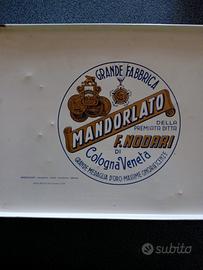 GRANDE FABBRICA
MANDORLATO
DELLA
PREMIATA DITTA
F. NODARI
DI
Cologna Veneta
GRANDE MEDAGLIA D'ORO - MASSIME ONORIFICENZE
subito